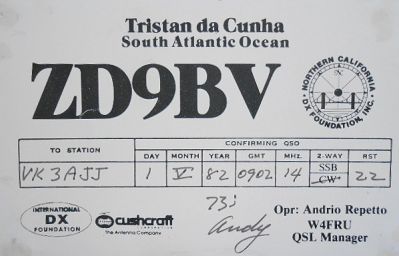 Tristan da Cunha
South Atlantic Ocean
ZD9BV
NORTHERN CALIFORNIA DX FOUNDATION, INC.
CONFIRMING QSO
TO STATION DAY MONTH YEAR GMT MHz. 2-WAY RST
VK3AJJ 1 V 82 0902 14 SSB CW 22
INTERNATIONAL
DX
FOUNDATION
cushcraft
CORPORATION
The Antenna Company
73i
Andy
Opr: Andrio Repetto
W4FRU
QSL Manager